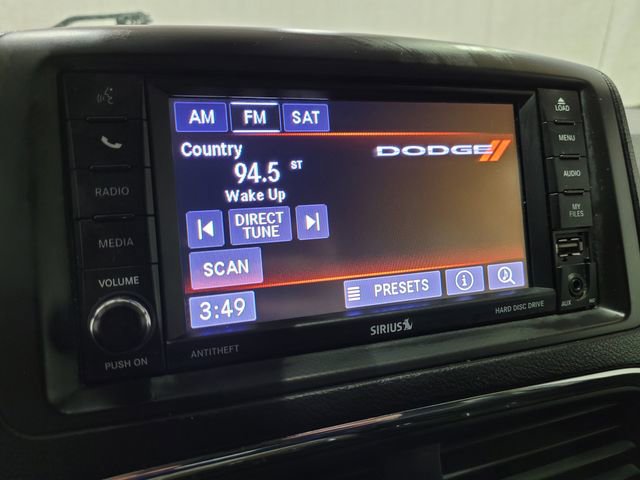 AM FM SAT
Country
94.5 ST
Wake Up
DIRECT
TUNE
SCAN
3:49
PRESETS
DODGE
RADIO
MEDIA
VOLUME
PUSH ON
ANTITHEFT
SIRIUS
HARD DISC DRIVE
LOAD
MENU
AUDIO
MY
FILES
AUX